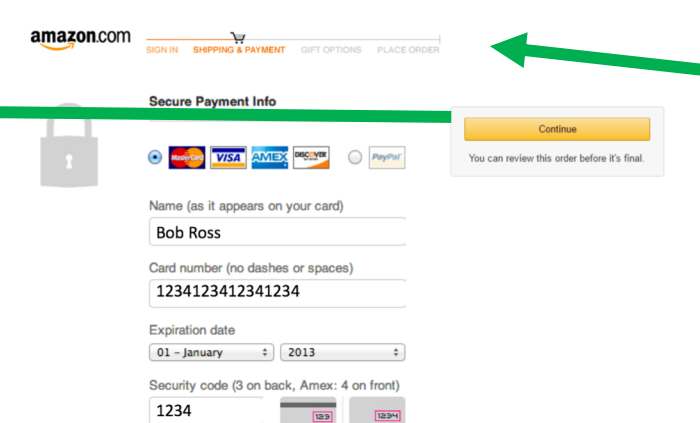 amazon.com
SIGN IN SHIPPING & PAYMENT GIFT OPTIONS PLACE ORDER
Secure Payment Info
Continue
You can review this order before it's final.
MasterCard VISA AMEX DISCOVER PayPal
Name (as it appears on your card)
Bob Ross
Card number (no dashes or spaces)
1234123412341234
Expiration date
01 - January 2013
Security code (3 on back, Amex: 4 on front)
1234 123 1234